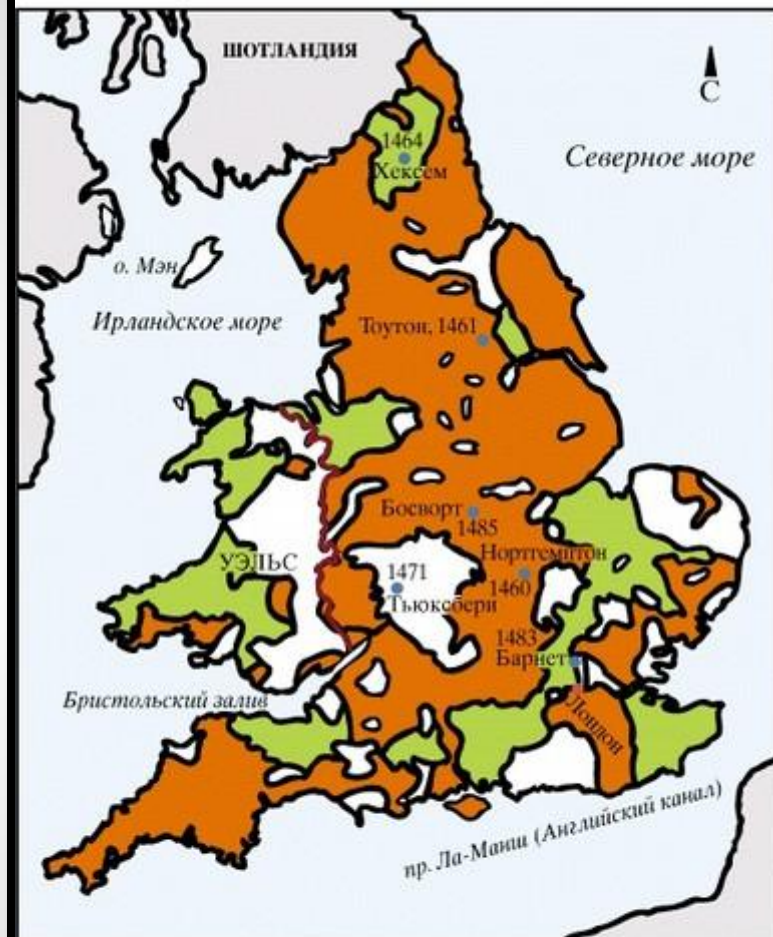 ШОТЛАНДИЯ
С
1464
Хексем
Северное море
о. Мэн
Ирландское море
Тоутон, 1461
Босворт
1485
Нортгемптон
УЭЛЬС
1471
1460
Тьюксбери
1483
Барнет
Бристольский залив
Лондон
пр. Ла-Манш (Английский канал)